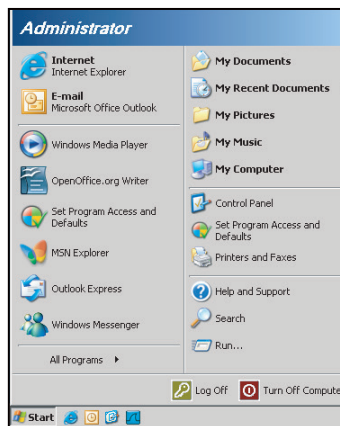 Administrator
Internet
Internet Explorer
E-mail
Microsoft Office Outlook
Windows Media Player
OpenOffice.org Writer
Set Program Access and
Defaults
MSN Explorer
Outlook Express
Windows Messenger
All Programs
My Documents
My Recent Documents
My Pictures
My Music
My Computer
Control Panel
Set Program Access and
Defaults
Printers and Faxes
Help and Support
Search
Run...
Log Off
Turn Off Compute
Start